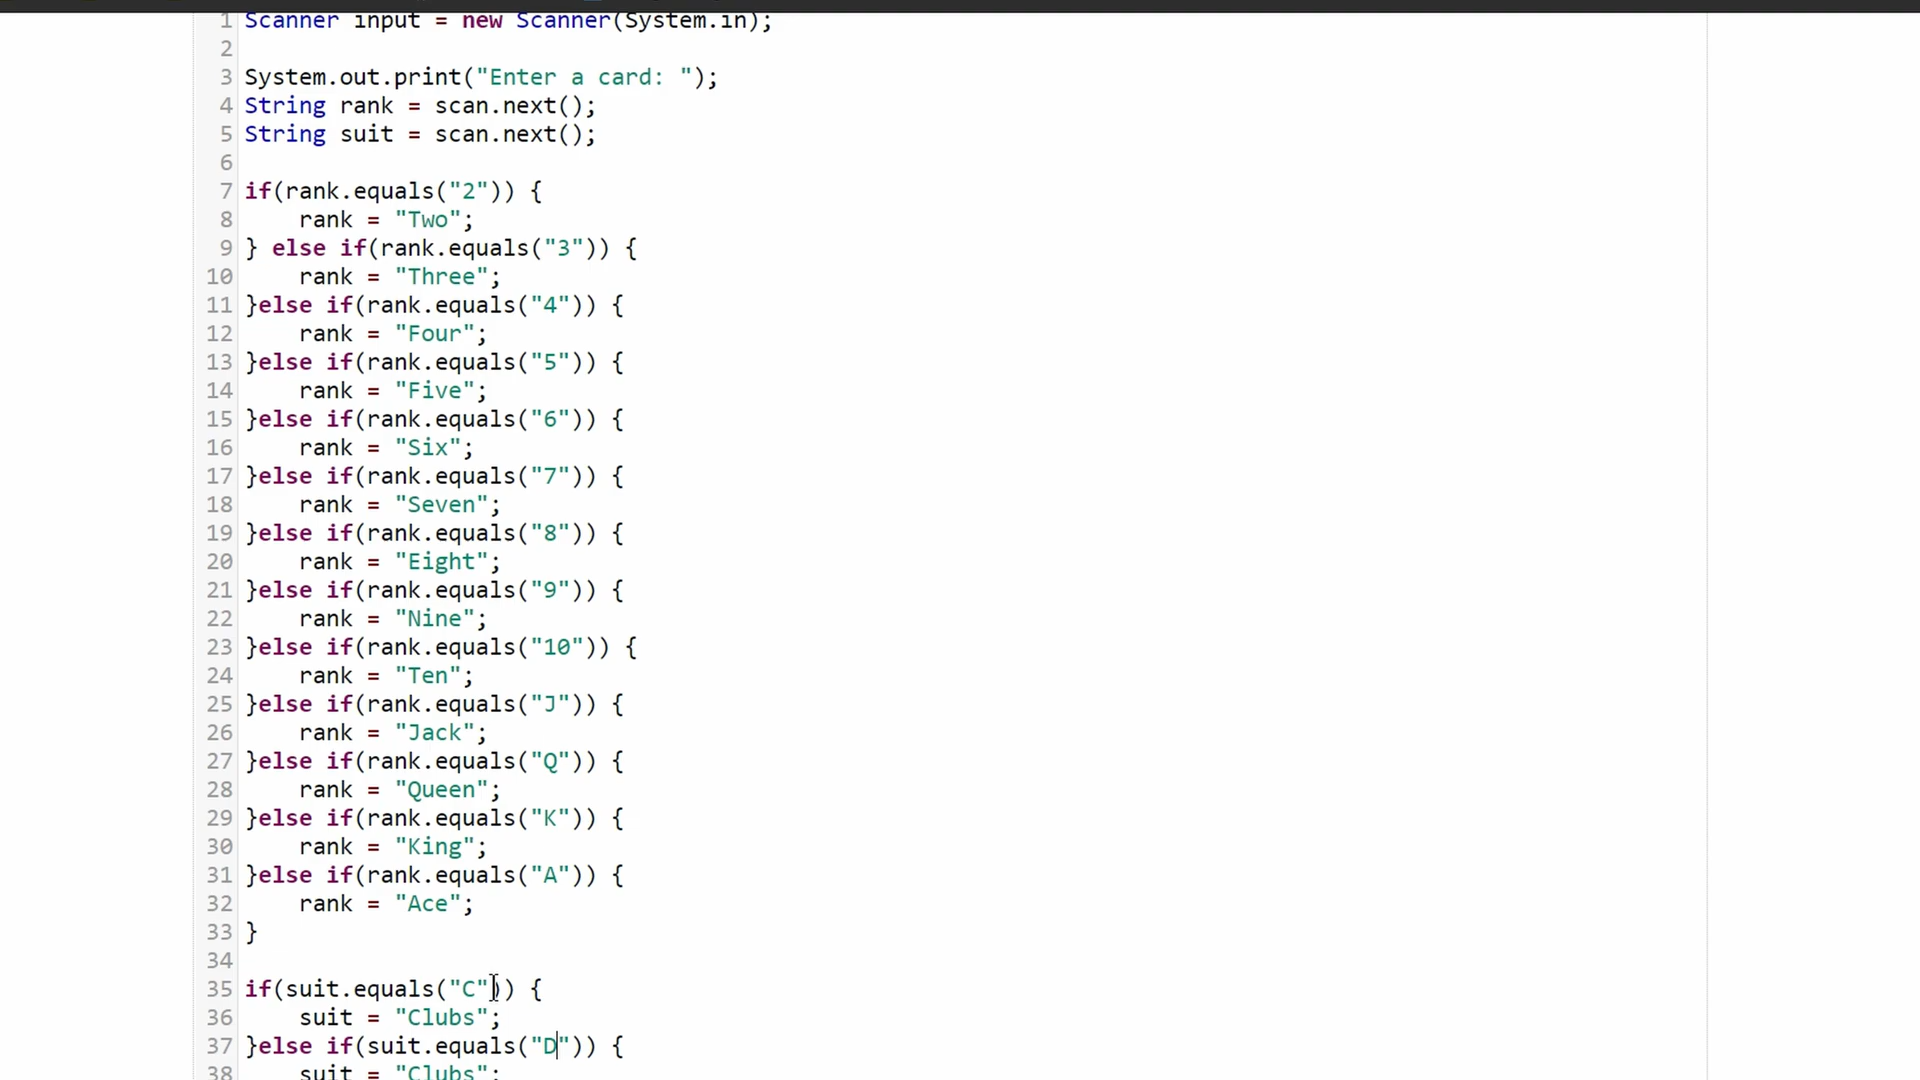 1 Scanner input = new Scanner(System.in);
2
3 System.out.print("Enter a card: ");
4 String rank = scan.next();
5 String suit = scan.next();
6
7 if(rank.equals("2")) {
8     rank = "Two";
9 } else if(rank.equals("3")) {
10     rank = "Three";
11 }else if(rank.equals("4")) {
12     rank = "Four";
13 }else if(rank.equals("5")) {
14     rank = "Five";
15 }else if(rank.equals("6")) {
16     rank = "Six";
17 }else if(rank.equals("7")) {
18     rank = "Seven";
19 }else if(rank.equals("8")) {
20     rank = "Eight";
21 }else if(rank.equals("9")) {
22     rank = "Nine";
23 }else if(rank.equals("10")) {
24     rank = "Ten";
25 }else if(rank.equals("J")) {
26     rank = "Jack";
27 }else if(rank.equals("Q")) {
28     rank = "Queen";
29 }else if(rank.equals("K")) {
30     rank = "King";
31 }else if(rank.equals("A")) {
32     rank = "Ace";
33 }
34
35 if(suit.equals("C")) {
36     suit = "Clubs";
37 }else if(suit.equals("D")) {
38     suit = "Clubs";